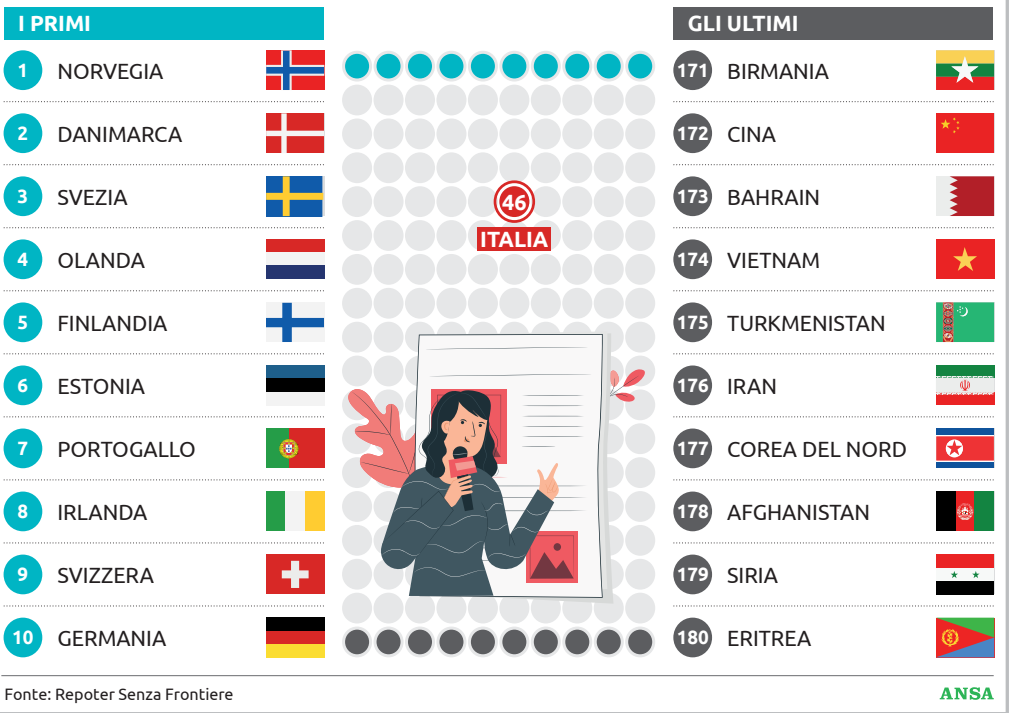 I PRIMI
1 NORVEGIA
2 DANIMARCA
3 SVEZIA
4 OLANDA
5 FINLANDIA
6 ESTONIA
7 PORTOGALLO
8 IRLANDA
9 SVIZZERA
10 GERMANIA
46
ITALIA
GLI ULTIMI
171 BIRMANIA
172 CINA
173 BAHRAIN
174 VIETNAM
175 TURKMENISTAN
176 IRAN
177 COREA DEL NORD
178 AFGHANISTAN
179 SIRIA
180 ERITREA
Fonte: Repoter Senza Frontiere
ANSA